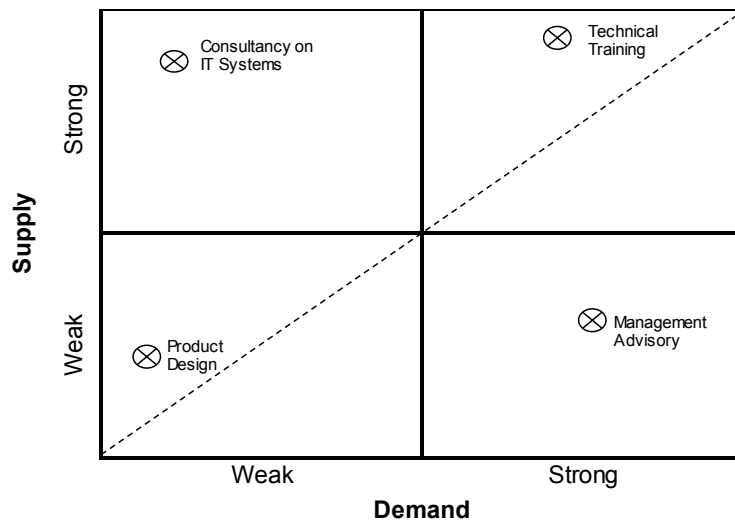 Consultancy on
IT Systems
Technical
Training
Strong
Supply
Weak
Product
Design
Management
Advisory
Weak
Strong
Demand